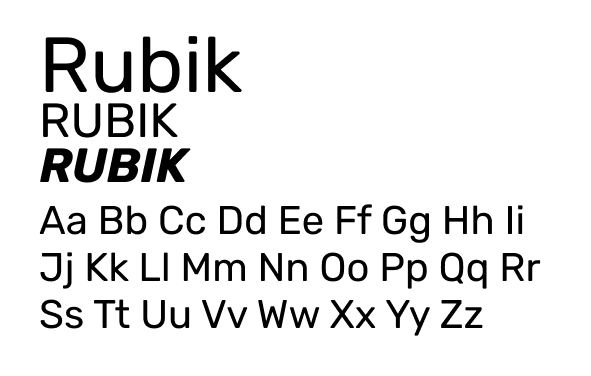 Rubik
RUBIK
RUBIK
Aa Bb Cc Dd Ee Ff Gg Hh Ii
Jj Kk Ll Mm Nn Oo Pp Qq Rr
Ss Tt Uu Vv Ww Xx Yy Zz